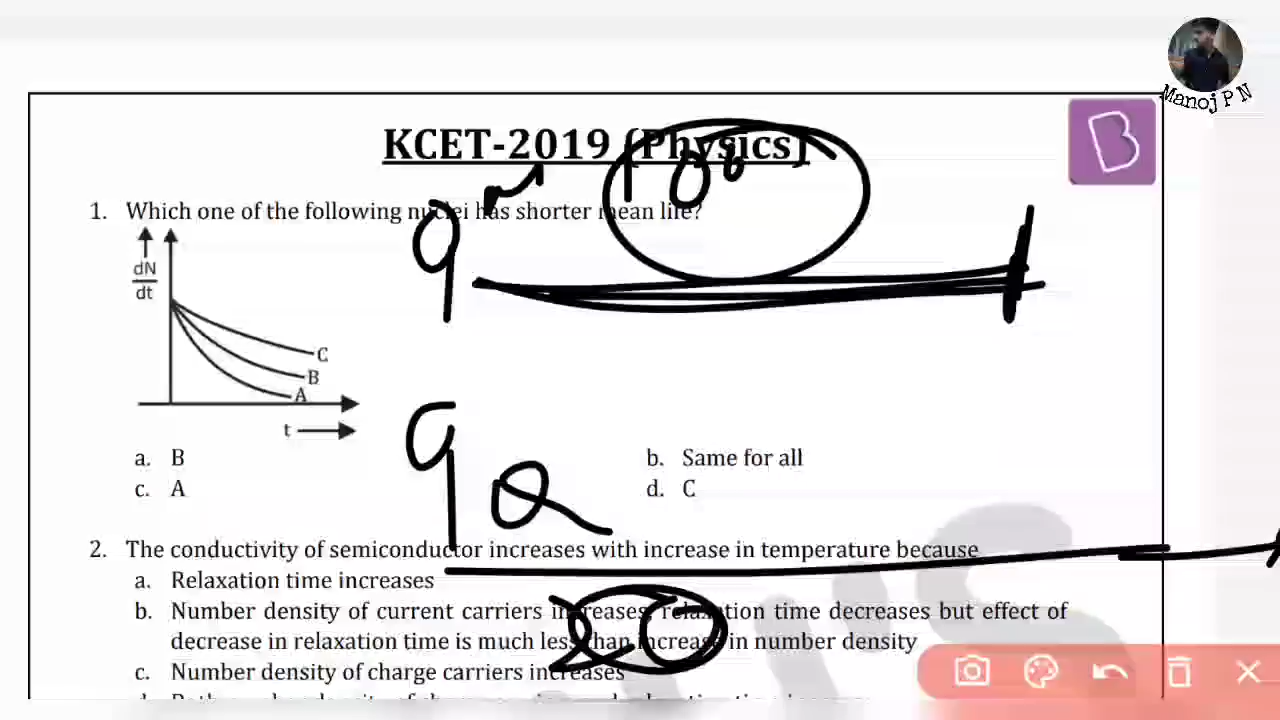 Manoj P N
B
KCET-2019 (Physics)
100
9
1. Which one of the following nuclei has shorter mean life?
dN
dt
C
B
A
t
a. B
b. Same for all
c. A
d. C
9
2. The conductivity of semiconductor increases with increase in temperature because
a. Relaxation time increases
b. Number density of current carriers increases, relaxation time decreases but effect of
decrease in relaxation time is much less than increase in number density
c. Number density of charge carriers increases